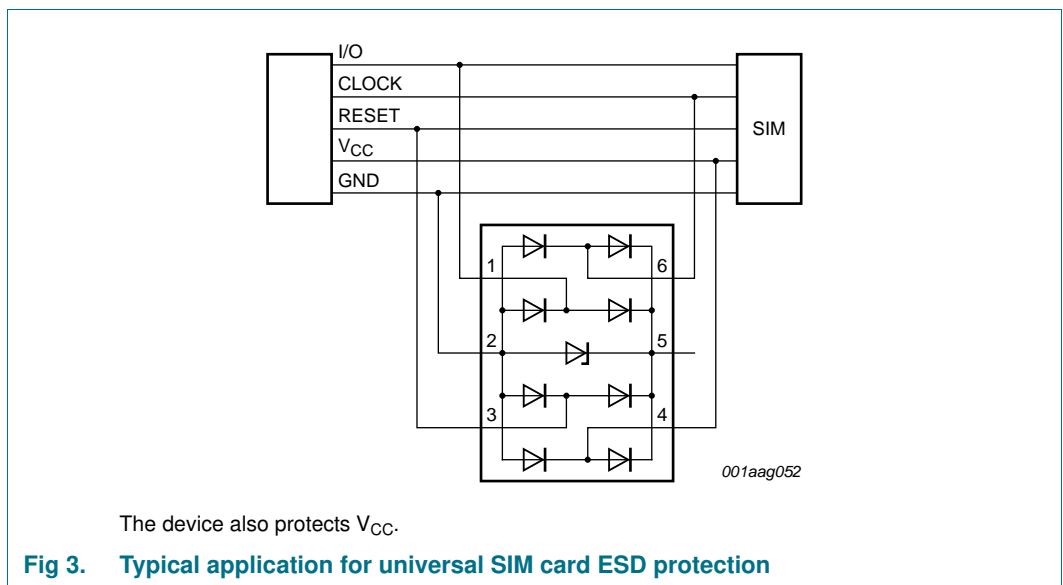 I/O
CLOCK
RESET
VCC
GND
SIM
1
6
2
5
3
4
001aag052
The device also protects VCC.
Fig 3. Typical application for universal SIM card ESD protection